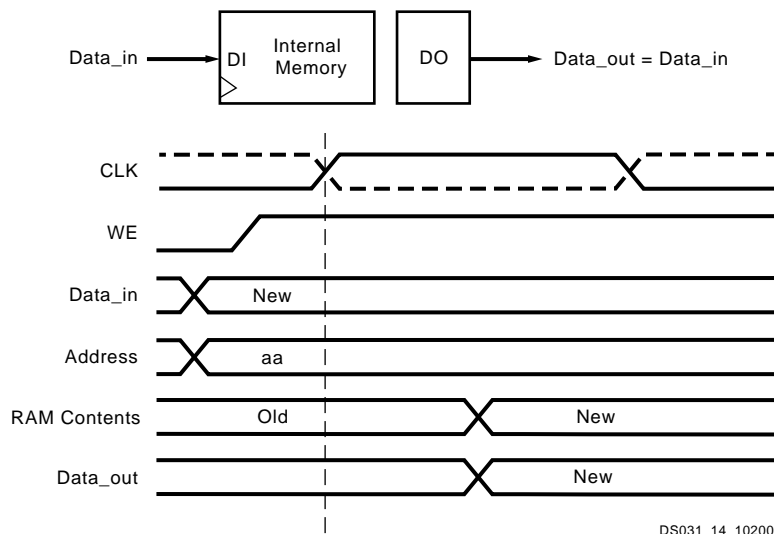 Data_in
DI
Internal
Memory
DO
Data_out = Data_in
CLK
WE
Data_in
New
Address
aa
RAM Contents
Old
New
Data_out
New
DS031_14_10200